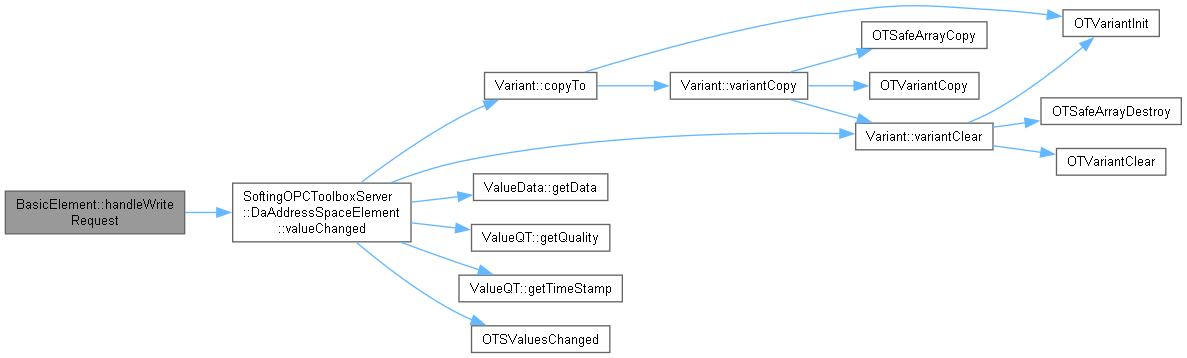 BasicElement::handleWrite
Request
SoftingOPCToolboxServer
::DaAddressSpaceElement
::valueChanged
Variant::copyTo
Variant::variantCopy
OTSafeArrayCopy
OTVariantCopy
Variant::variantClear
OTVariantInit
OTSafeArrayDestroy
OTVariantClear
ValueData::getData
ValueQT::getQuality
ValueQT::getTimeStamp
OTSValuesChanged